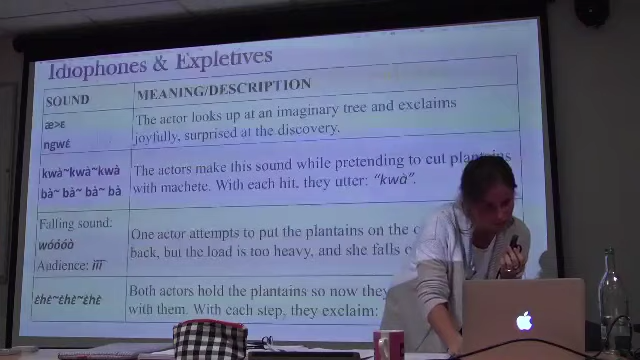 Idiophones & Expletives
SOUND
MEANING/DESCRIPTION
æ>ɛ
ngwɛ́
The actor looks up at an imaginary tree and exclaims
joyfully, surprised at the discovery.
kwà~kwà~kwà
bà~ bà~ bà~ bà
The actors make this sound while pretending to cut plantains
with machete. With each hit, they utter: “kwà”.
Falling sound:
wóóóò
Audience:
One actor attempts to put the plantains on the
back, but the load is too heavy, and she falls
ɛ̀hɛ̀~ɛ̀hɛ̀~ɛ̀hɛ̀
Both actors hold the plantains so now they
with them. With each step, they exclaim: